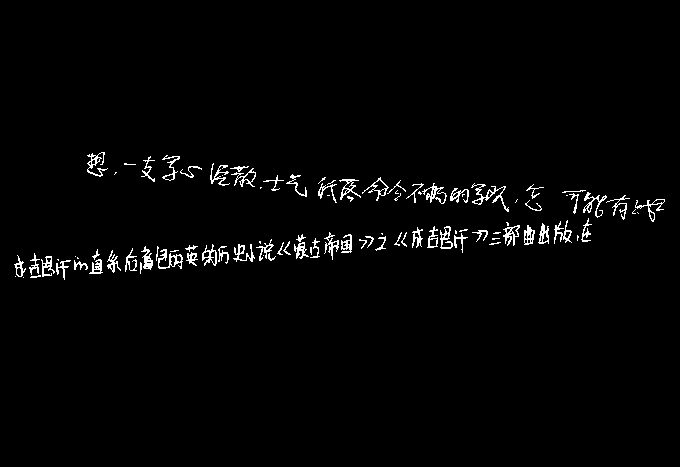 想,一支军心涣散,士气低落,命令不畅的军队,怎可能有战
成吉思汗的直系后裔包丽英的历史小说《蒙古帝国》之《成吉思汗》三部曲出版,在